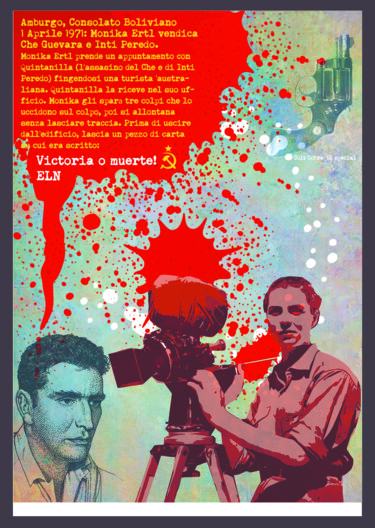 Amburgo, Consolato Boliviano
1 Aprile 1971: Monika Ertl vendica
Che Guevara e Inti Peredo.
Monika Ertl prende un appuntamento con
Quintanilla (l'assassino del Che e di Inti
Peredo) fingendosi una turista austra-
liana. Quintanilla la riceve nel suo uf-
ficio. Monika gli spara tre colpi che lo
uccidono sul colpo, poi si allontana
senza lasciare traccia. Prima di uscire
dall'edificio, lascia un pezzo di carta
su cui era scritto:
Victoria o muerte!
ELN
special